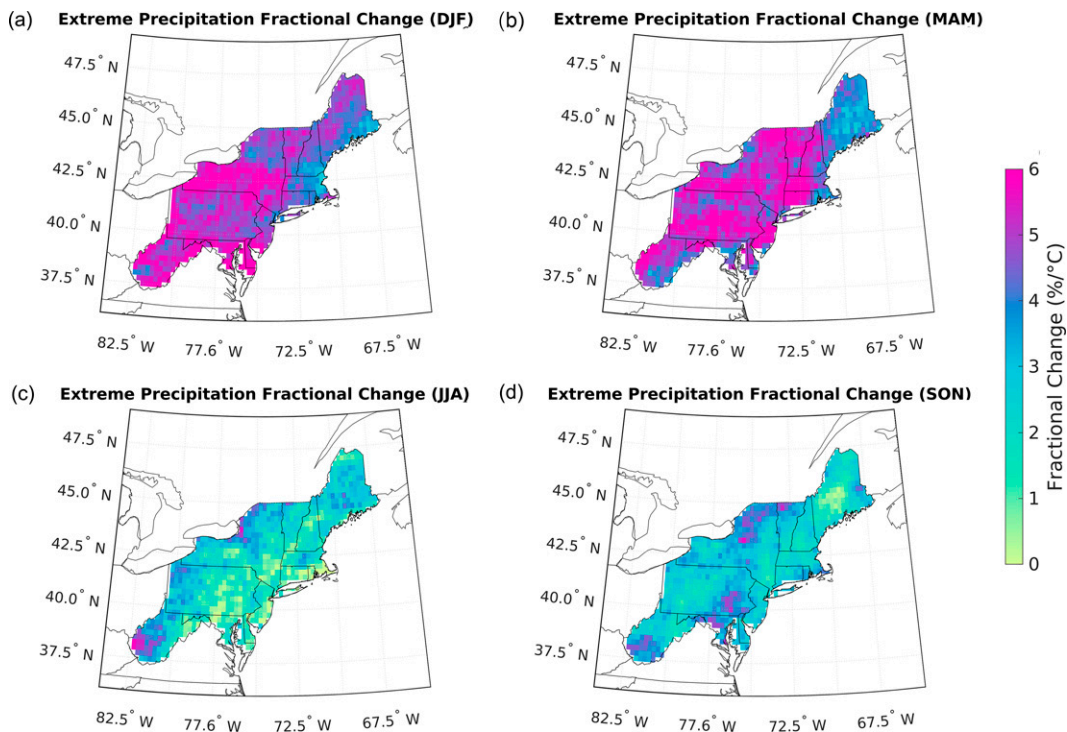 (a) Extreme Precipitation Fractional Change (DJF)
47.5° N
45.0° N
42.5° N
40.0° N
37.5° N
82.5° W 77.6° W 72.5° W 67.5° W
(b) Extreme Precipitation Fractional Change (MAM)
47.5° N
45.0° N
42.5° N
40.0° N
37.5° N
82.5° W 77.6° W 72.5° W 67.5° W
(c) Extreme Precipitation Fractional Change (JJA)
47.5° N
45.0° N
42.5° N
40.0° N
37.5° N
82.5° W 77.6° W 72.5° W 67.5° W
(d) Extreme Precipitation Fractional Change (SON)
47.5° N
45.0° N
42.5° N
40.0° N
37.5° N
82.5° W 77.6° W 72.5° W 67.5° W
6
5
4
3
2
1
0
Fractional Change (%/°C)